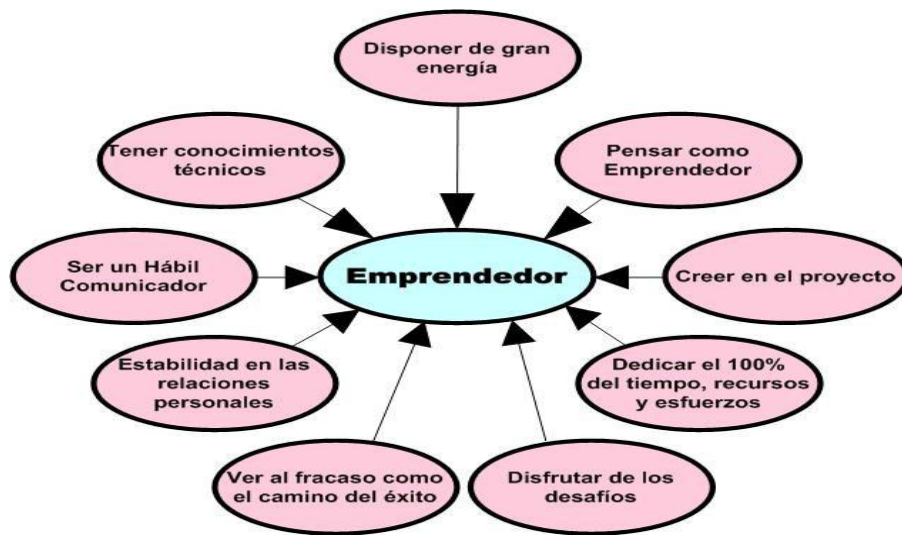 Disponer de gran
energía
Tener conocimientos
técnicos
Pensar como
Emprendedor
Ser un Hábil
Comunicador
Emprendedor
Creer en el proyecto
Estabilidad en las
relaciones
personales
Dedicar el 100%
del tiempo, recursos
y esfuerzos
Ver al fracaso como
el camino del éxito
Disfrutar de los
desafíos